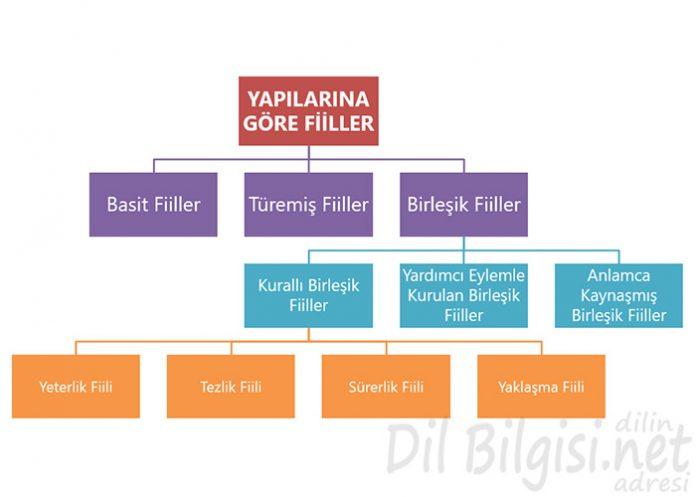 YAPILARINA
GÖRE FİİLLER
Basit Fiiller
Türemiş Fiiller
Birleşik Fiiller
Kurallı Birleşik
Fiiller
Yardımcı Eylemle
Kurulan Birleşik
Fiiller
Anlamca
Kaynaşmış
Birleşik Fiiller
Yeterlik Fiili
Tezlik Fiili
Sürerlik Fiili
Yaklaşma Fiili
dilin
Dil Bilgisi.net
adresi